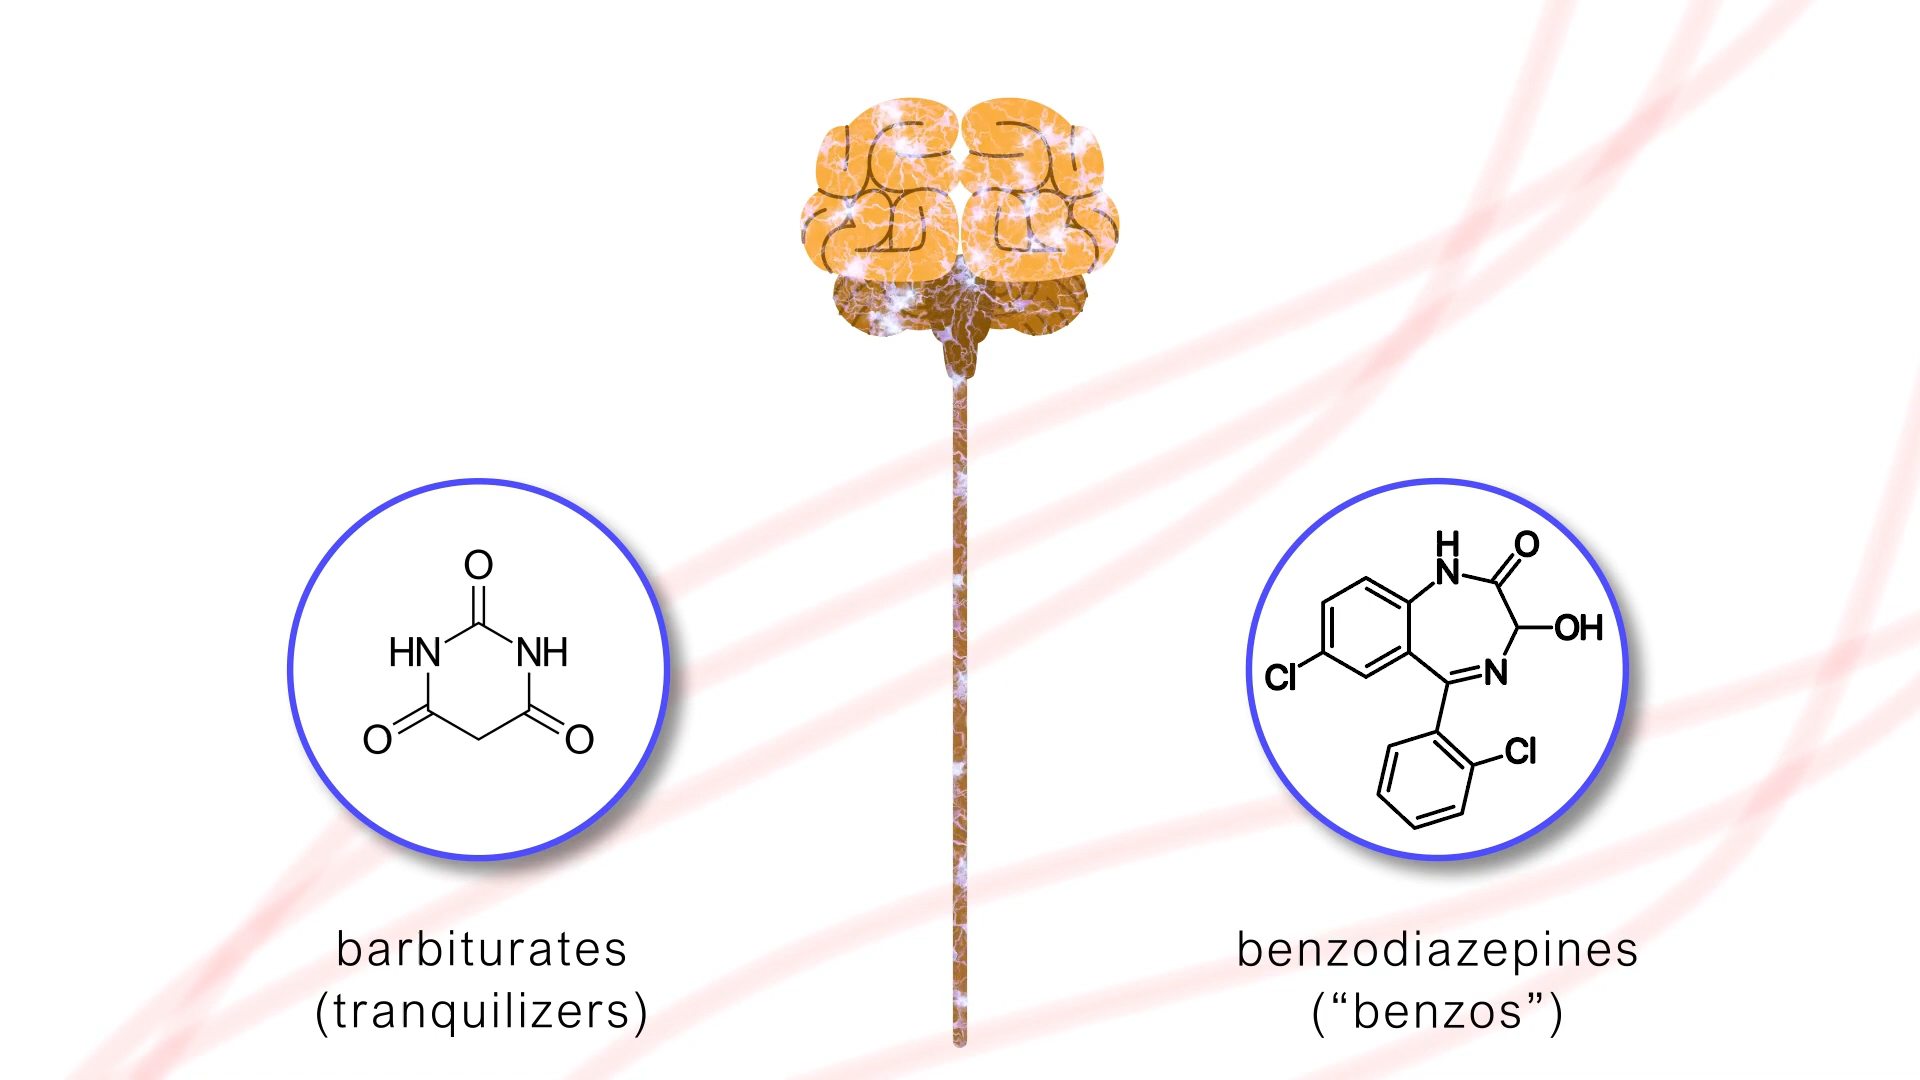 O
HN
NH
O
O
barbiturates
(tranquilizers)
H
N
O
OH
N
Cl
Cl
benzodiazepines
(“benzos”)